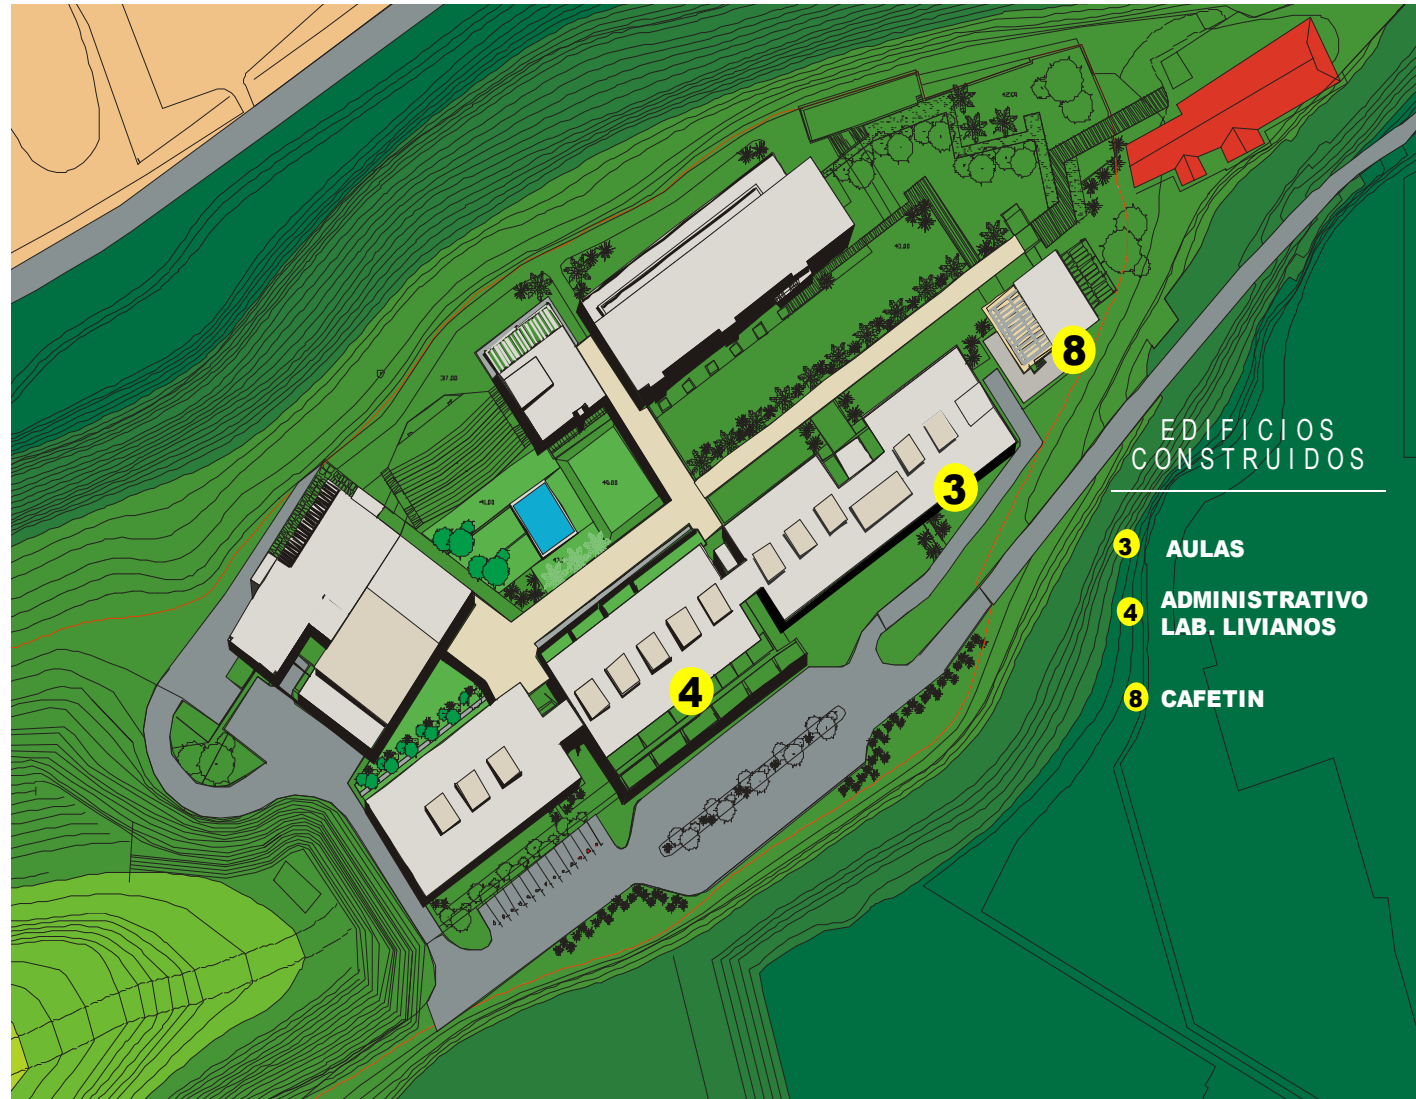 8
3
4
EDIFICIOS
CONSTRUIDOS
3 AULAS
4 ADMINISTRATIVO
LAB. LIVIANOS
8 CAFETIN